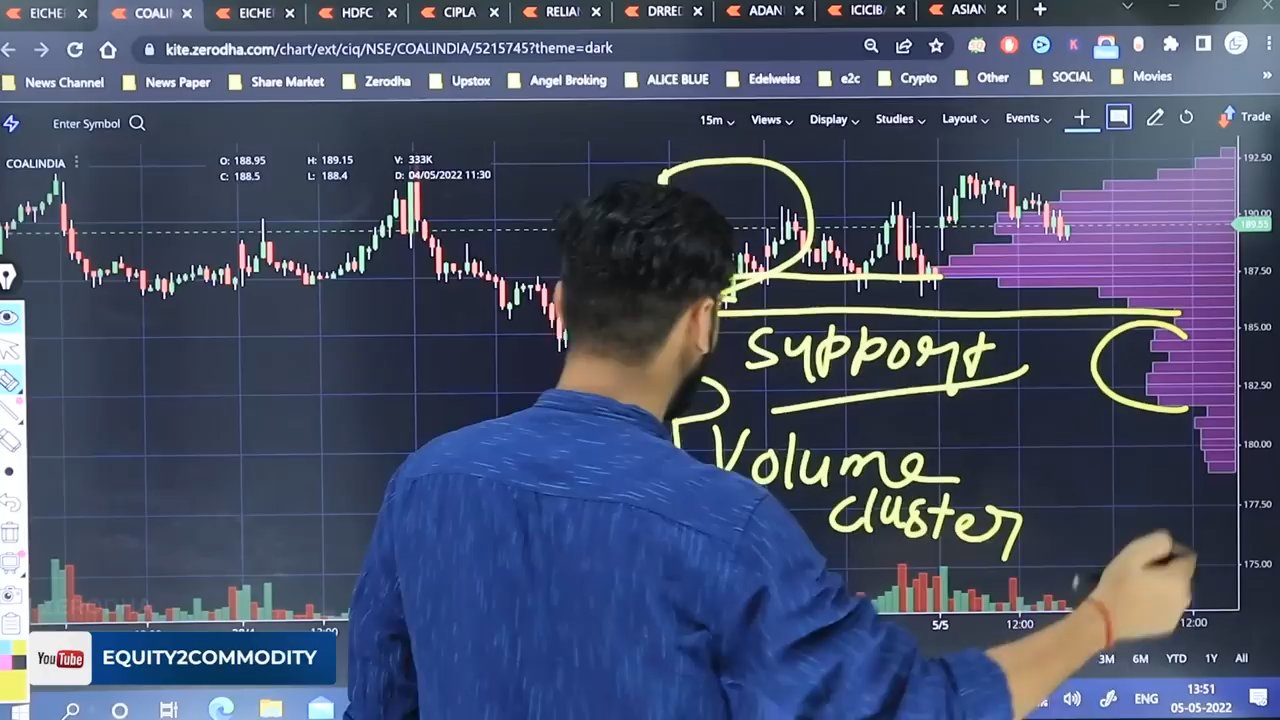 EICHE
COALI
EICHE
HDFC
CIPLA
RELIA
DRRED
ADAN
ICICIB
ASIAN
kite.zerodha.com/chart/ext/ciq/NSE/COALINDIA/5215745?theme=dark
News Channel News Paper Share Market Zerodha Upstox Angel Broking ALICE BLUE Edelweiss e2c Crypto Other SOCIAL Movies
Enter Symbol 15m Views Display Studies Layout Events Trade
COALINDIA O: 188.95 H: 189.15 V: 333K
C: 188.5 L: 188.4 D: 04/05/2022 11:30
192.50
190.00
189.55
187.50
185.00
182.50
180.00
177.50
175.00
Support
Volume
cluster
5/5 12:00 12:00
YouTube EQUITY2COMMODITY
3M 6M YTD 1Y All
ENG 13:51
05-05-2022